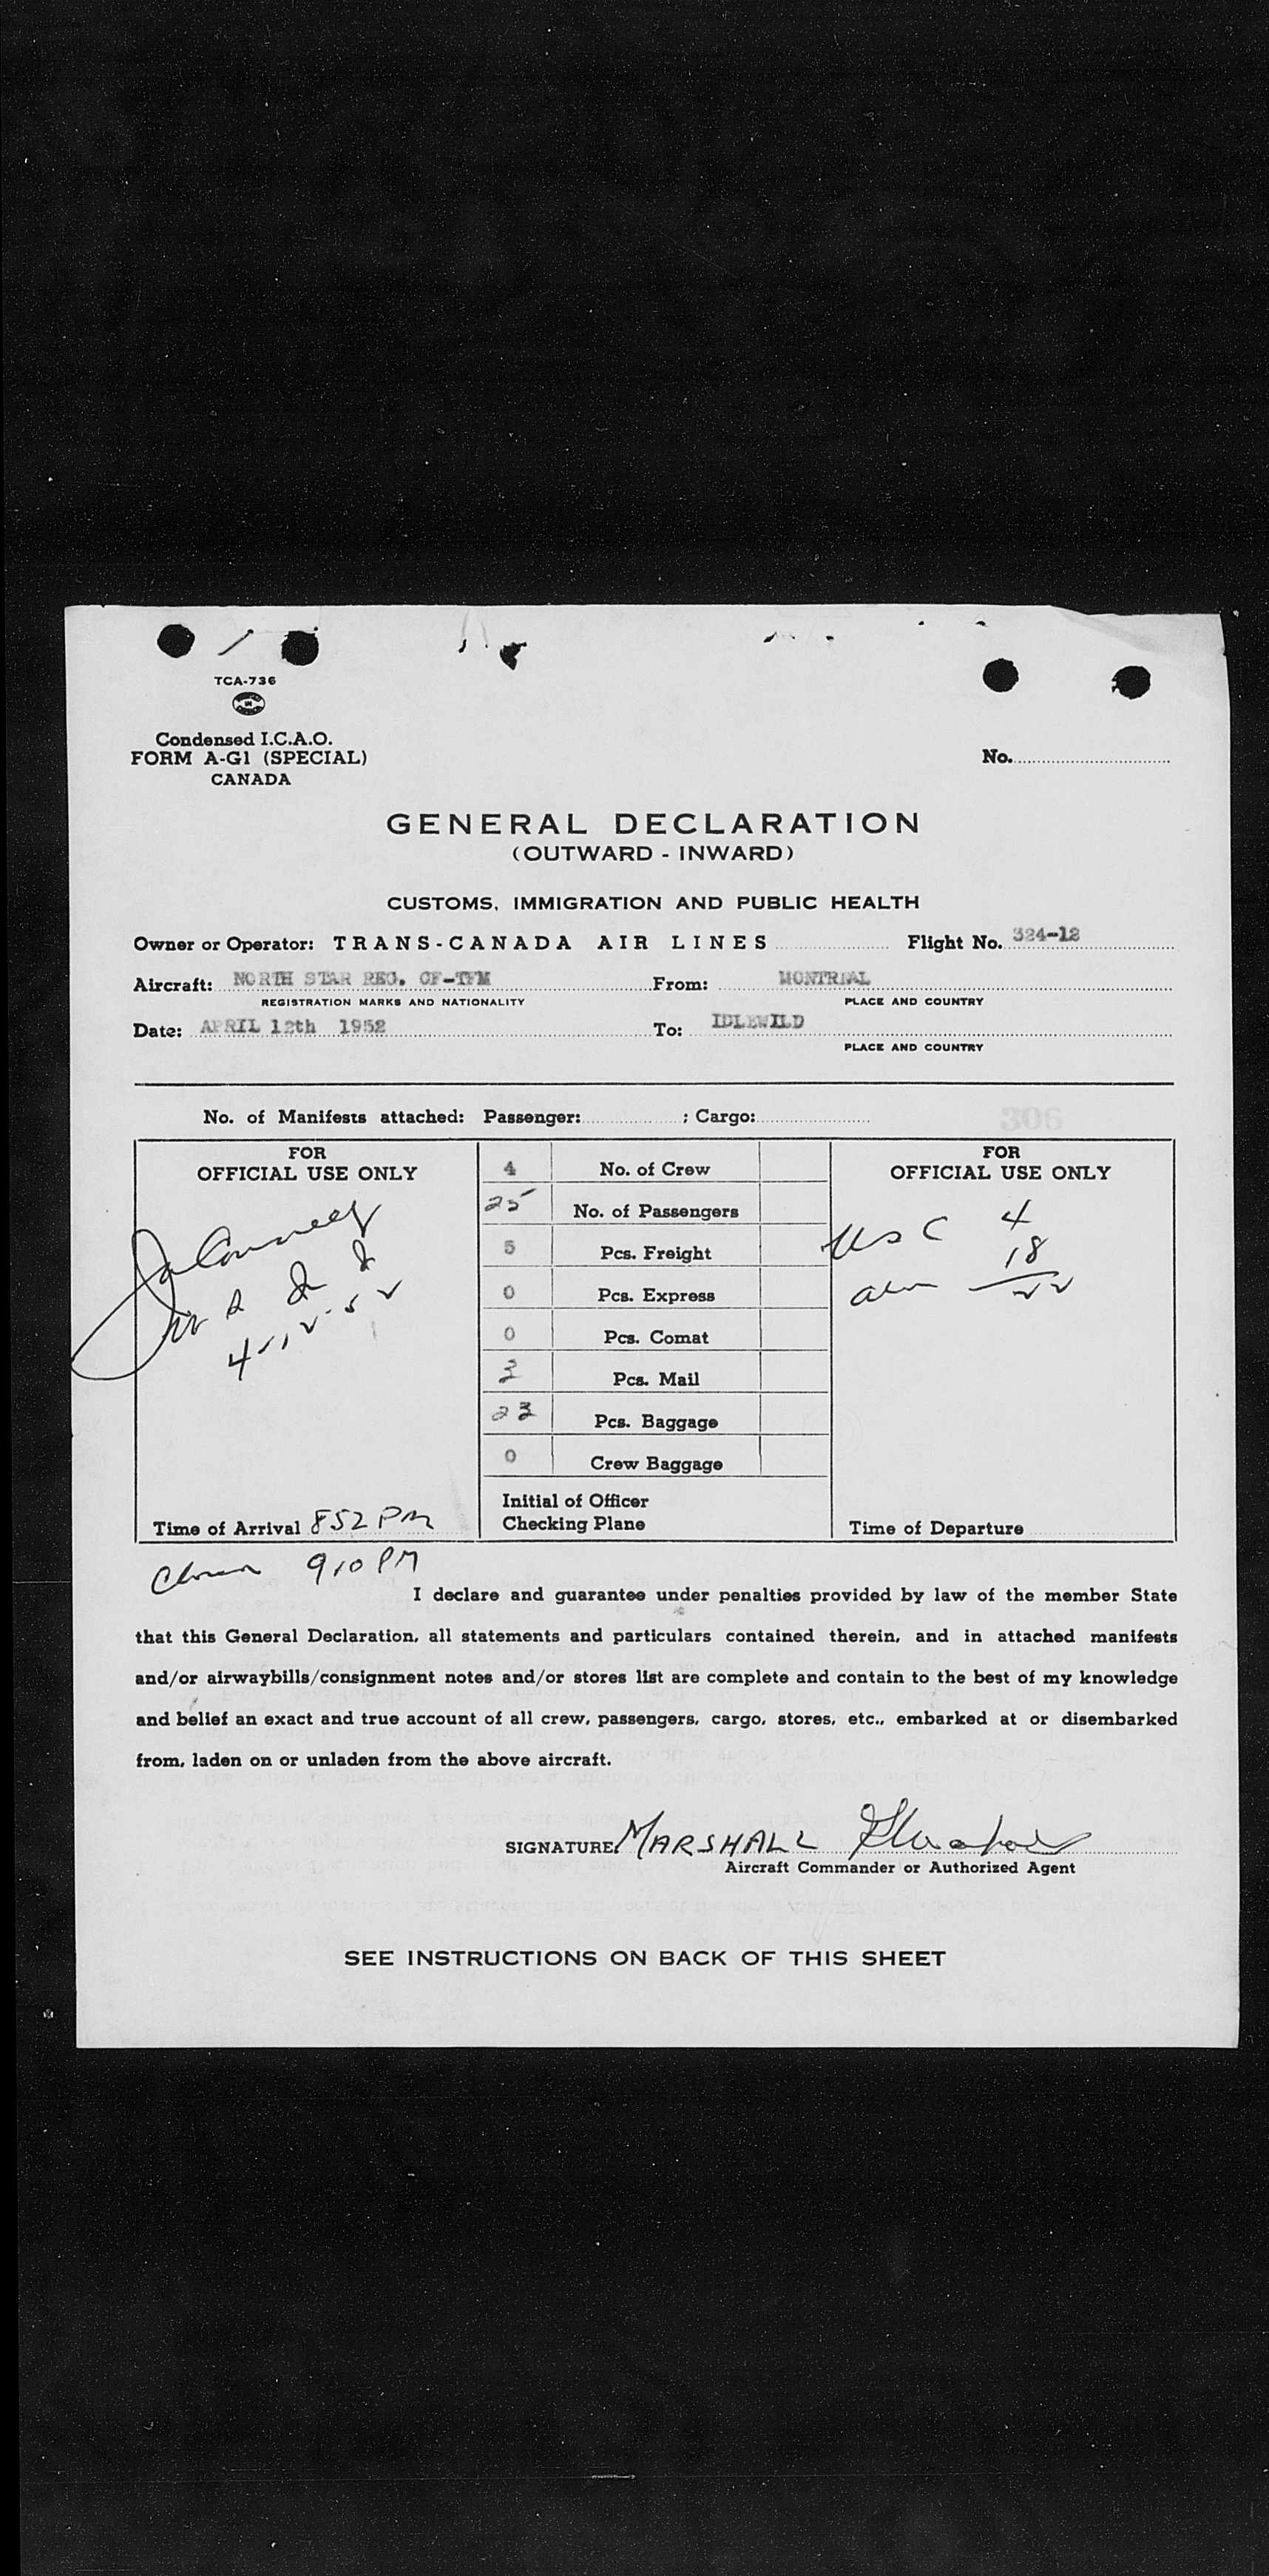 TCA-736
Condensed I.C.A.O.
FORM A-G1 (SPECIAL)
CANADA
No.
GENERAL DECLARATION
(OUTWARD - INWARD)
CUSTOMS, IMMIGRATION AND PUBLIC HEALTH
Owner or Operator: TRANS-CANADA AIR LINES Flight No. 324-12
Aircraft: NORTH STAR REG. CF-TFM From: MONTREAL
REGISTRATION MARKS AND NATIONALITY PLACE AND COUNTRY
Date: APRIL 12th 1952 To: IDLEWILD
PLACE AND COUNTRY
No. of Manifests attached: Passenger: ; Cargo:
306
FOR
OFFICIAL USE ONLY
4-12-52
Time of Arrival 852 PM
4 No. of Crew
25 No. of Passengers
5 Pcs. Freight
0 Pcs. Express
0 Pcs. Comat
3 Pcs. Mail
23 Pcs. Baggage
0 Crew Baggage
Initial of Officer
Checking Plane
FOR
OFFICIAL USE ONLY
USC 4
18
22
Time of Departure
910 PM
I declare and guarantee under penalties provided by law of the member State
that this General Declaration, all statements and particulars contained therein, and in attached manifests
and/or airwaybills/consignment notes and/or stores list are complete and contain to the best of my knowledge
and belief an exact and true account of all crew, passengers, cargo, stores, etc., embarked at or disembarked
from, laden on or unladen from the above aircraft.
SIGNATURE MARSHALL
Aircraft Commander or Authorized Agent
SEE INSTRUCTIONS ON BACK OF THIS SHEET